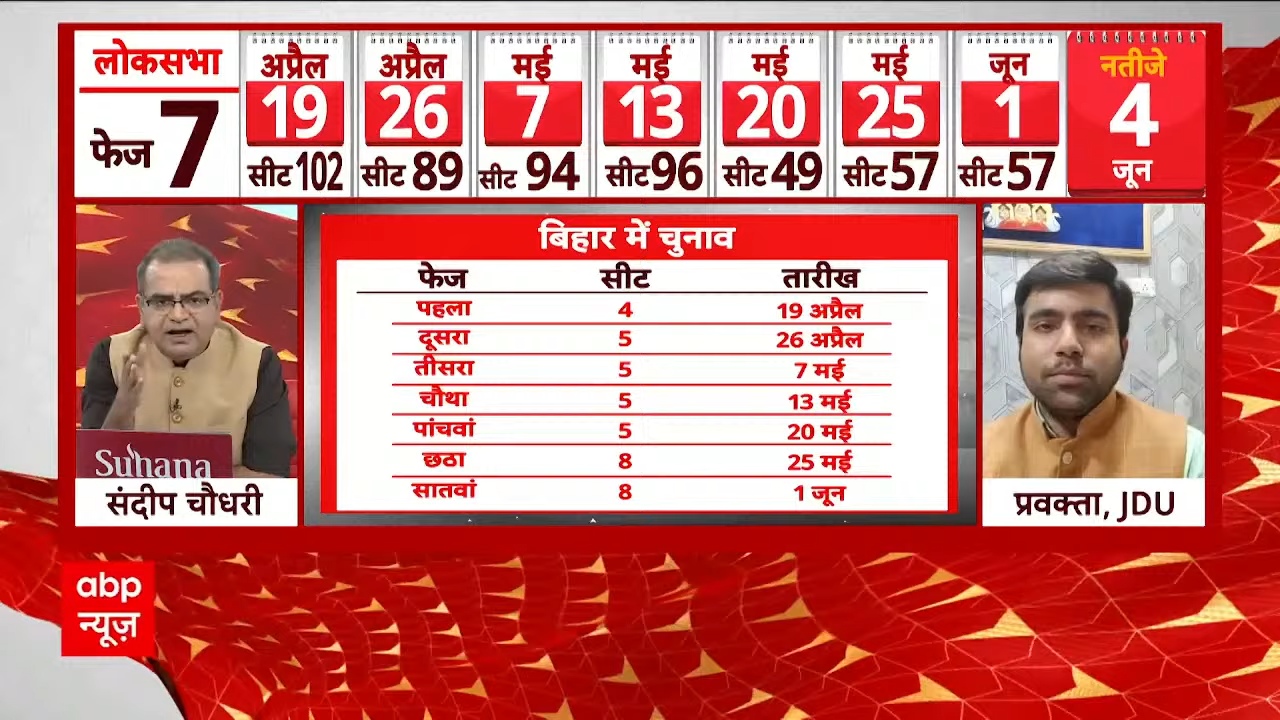 लोकसभा
फेज 7
अप्रैल
19
सीट 102
अप्रैल
26
सीट 89
मई
7
सीट 94
मई
13
सीट 96
मई
20
सीट 49
मई
25
सीट 57
जून
1
सीट 57
नतीजे
4
जून
बिहार में चुनाव
फेज सीट तारीख
पहला 4 19 अप्रैल
दूसरा 5 26 अप्रैल
तीसरा 5 7 मई
चौथा 5 13 मई
पांचवां 5 20 मई
छठा 8 25 मई
सातवां 8 1 जून
Suhana
संदीप चौधरी
प्रवक्ता, JDU
abp
न्यूज़